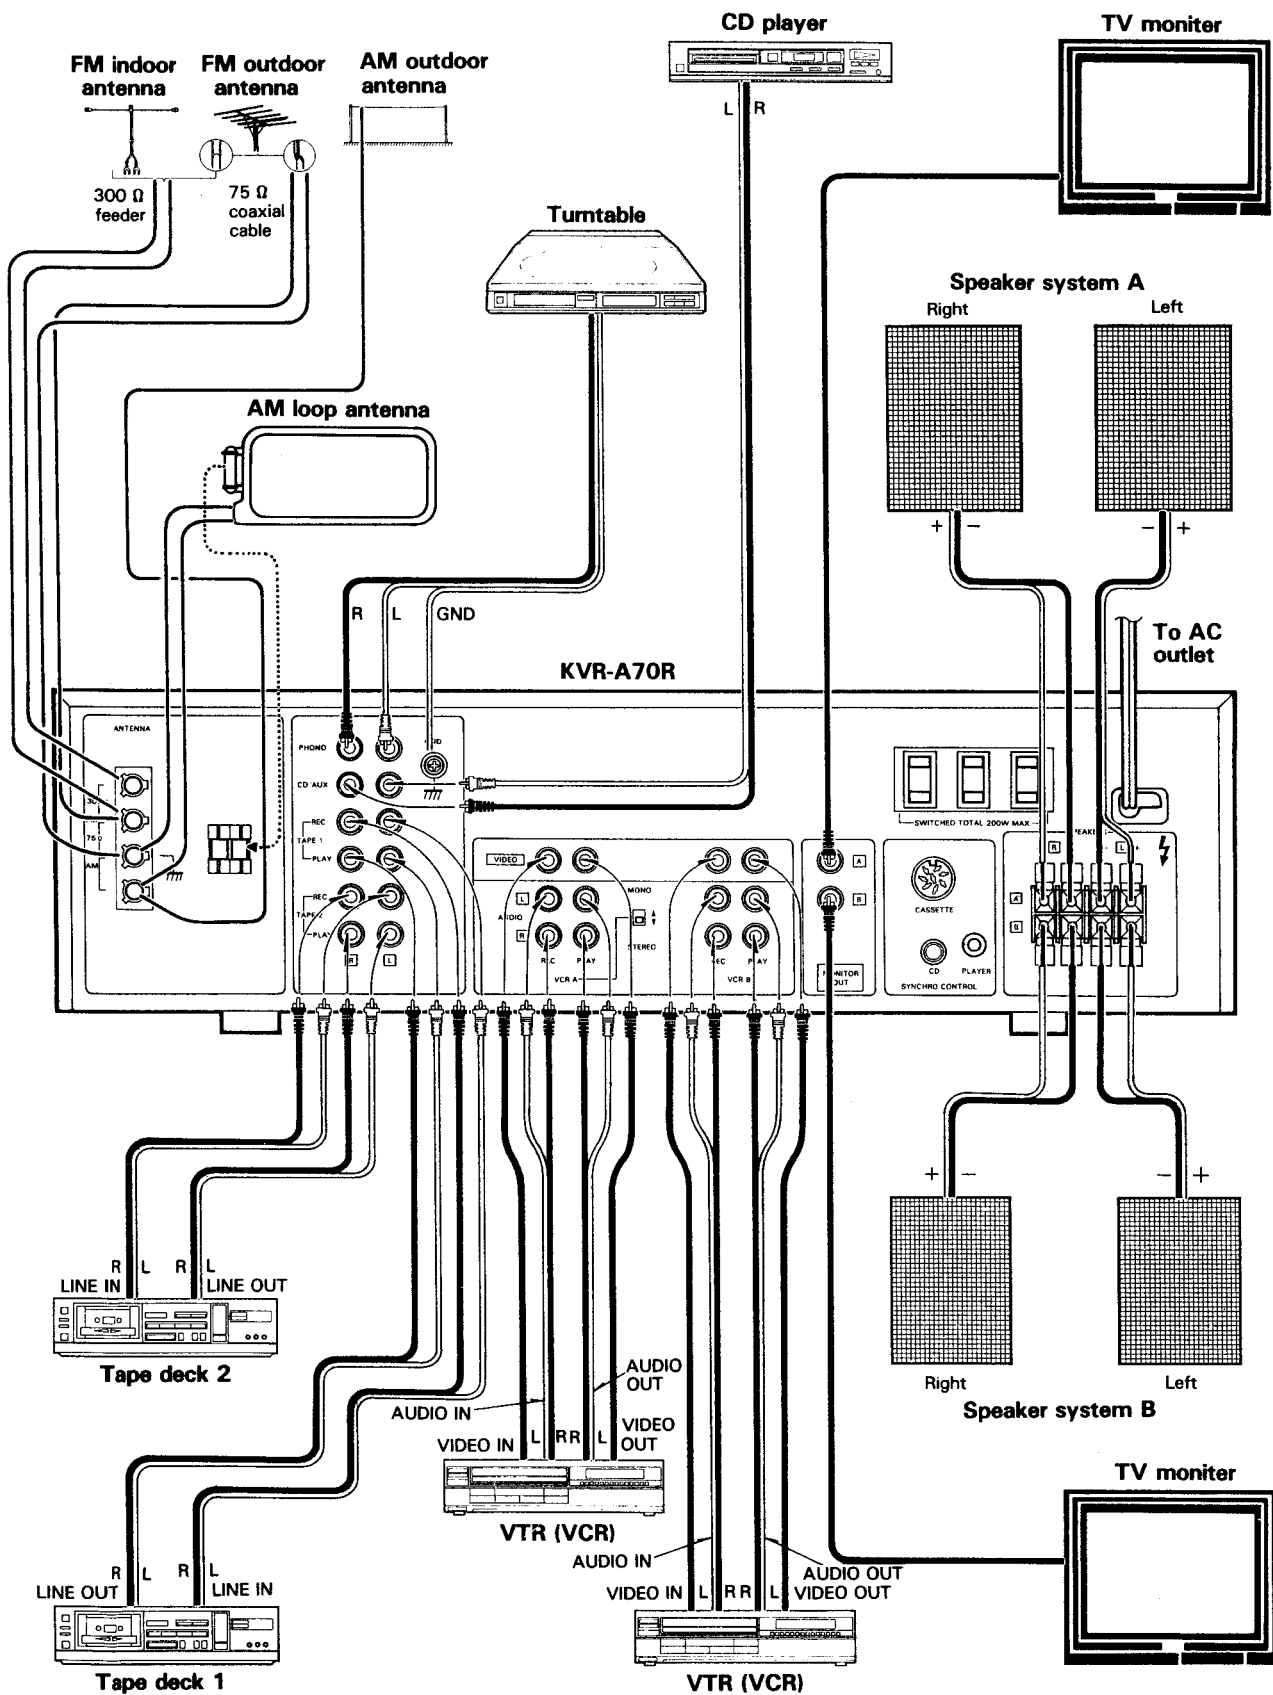 CD player
TV moniter
FM indoor
antenna
FM outdoor
antenna
AM outdoor
antenna
L R
300 Ω
feeder
75 Ω
coaxial
cable
Turntable
Speaker system A
Right
Left
AM loop antenna
+ −
− +
R L GND
To AC
outlet
KVR-A70R
ANTENNA
PHONO
CD/AUX
REC
TAPE 1
PLAY
REC
PLAY
R L
75Ω
AM
VIDEO
L
AUDIO
R
MONO
STEREO
REC PLAY
VCR A
PLAY
VCR B
A
B
MONITOR
OUT
SWITCHED TOTAL 200W MAX.
CASSETTE
CD PLAYER
SYNCHRO CONTROL
R L +
A
B
+ −
− +
R L R L
LINE IN LINE OUT
Tape deck 2
Right
Left
Speaker system B
AUDIO
OUT
AUDIO IN
VIDEO IN L R R L VIDEO
OUT
VTR (VCR)
TV moniter
AUDIO IN
AUDIO OUT
VIDEO IN L R R L VIDEO OUT
VTR (VCR)
R L R L
LINE OUT LINE IN
Tape deck 1